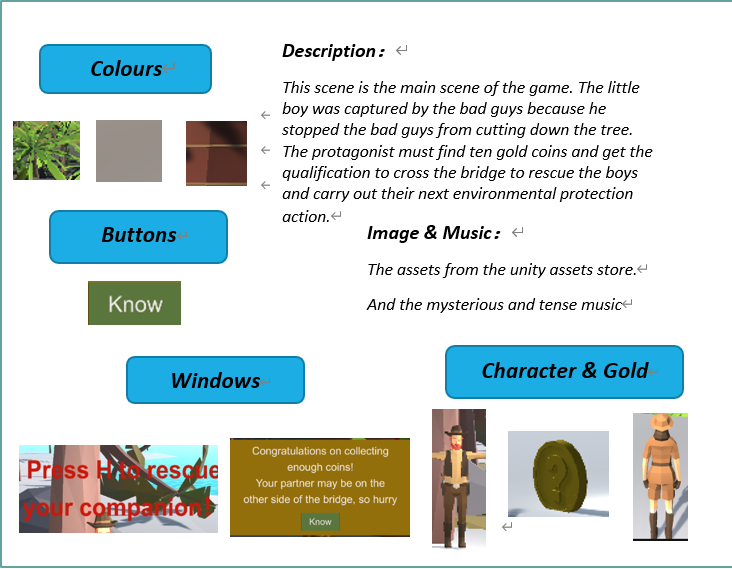 Colours
Description：
This scene is the main scene of the game. The little
boy was captured by the bad guys because he
stopped the bad guys from cutting down the tree.
The protagonist must find ten gold coins and get the
qualification to cross the bridge to rescue the boys
and carry out their next environmental protection
action.
Buttons
Know
Image & Music：
The assets from the unity assets store.
And the mysterious and tense music
Windows
Press H to rescue
your companion!
Congratulations on collecting
enough coins!
Your partner may be on the
other side of the bridge, so hurry
Know
Character & Gold
?